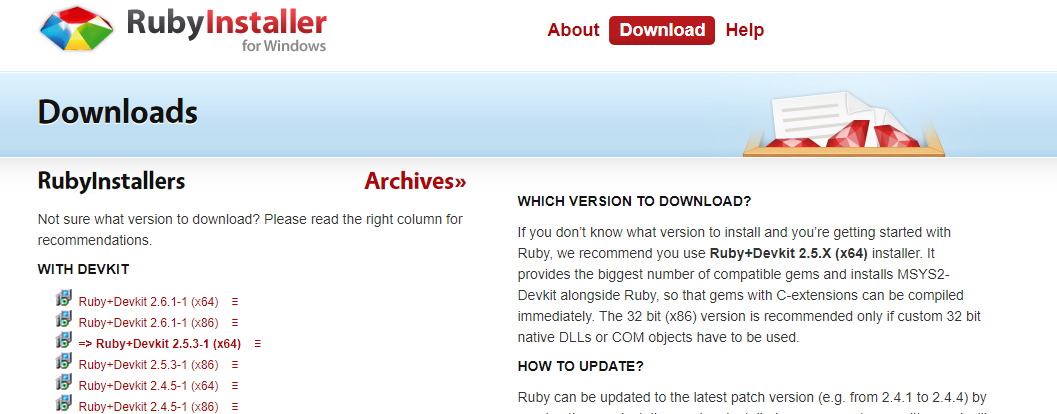 RubyInstaller
for Windows
About Download Help
Downloads
RubyInstallers Archives»
Not sure what version to download? Please read the right column for
recommendations.
WITH DEVKIT
Ruby+Devkit 2.6.1-1 (x64)
Ruby+Devkit 2.6.1-1 (x86)
=> Ruby+Devkit 2.5.3-1 (x64)
Ruby+Devkit 2.5.3-1 (x86)
Ruby+Devkit 2.4.5-1 (x64)
Ruby+Devkit 2.4.5-1 (x86)
WHICH VERSION TO DOWNLOAD?
If you don’t know what version to install and you’re getting started with
Ruby, we recommend you use Ruby+Devkit 2.5.X (x64) installer. It
provides the biggest number of compatible gems and installs MSYS2-
Devkit alongside Ruby, so that gems with C-extensions can be compiled
immediately. The 32 bit (x86) version is recommended only if custom 32 bit
native DLLs or COM objects have to be used.
HOW TO UPDATE?
Ruby can be updated to the latest patch version (e.g. from 2.4.1 to 2.4.4) by